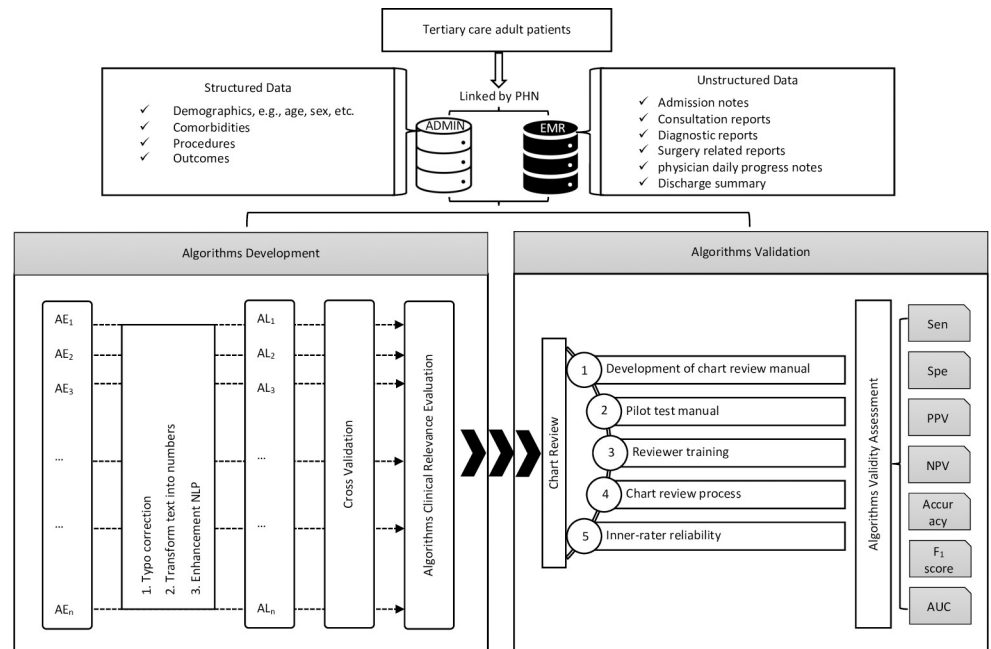 Tertiary care adult patients
Linked by PHN
Structured Data
✓ Demographics, e.g., age, sex, etc.
✓ Comorbidities
✓ Procedures
✓ Outcomes
ADMIN
EMR
Unstructured Data
✓ Admission notes
✓ Consultation reports
✓ Diagnostic reports
✓ Surgery related reports
✓ physician daily progress notes
✓ Discharge summary
Algorithms Development
AE₁
AE₂
AE₃
...
...
AEₙ
1. Typo correction
2. Transform text into numbers
3. Enhancement NLP
AL₁
AL₂
AL₃
...
...
ALₙ
Cross Validation
Algorithms Clinical Relevance Evaluation
Algorithms Validation
Chart Review
1 Development of chart review manual
2 Pilot test manual
3 Reviewer training
4 Chart review process
5 Inner-rater reliability
Algorithms Validity Assessment
Sen
Spe
PPV
NPV
Accur
acy
F₁
score
AUC